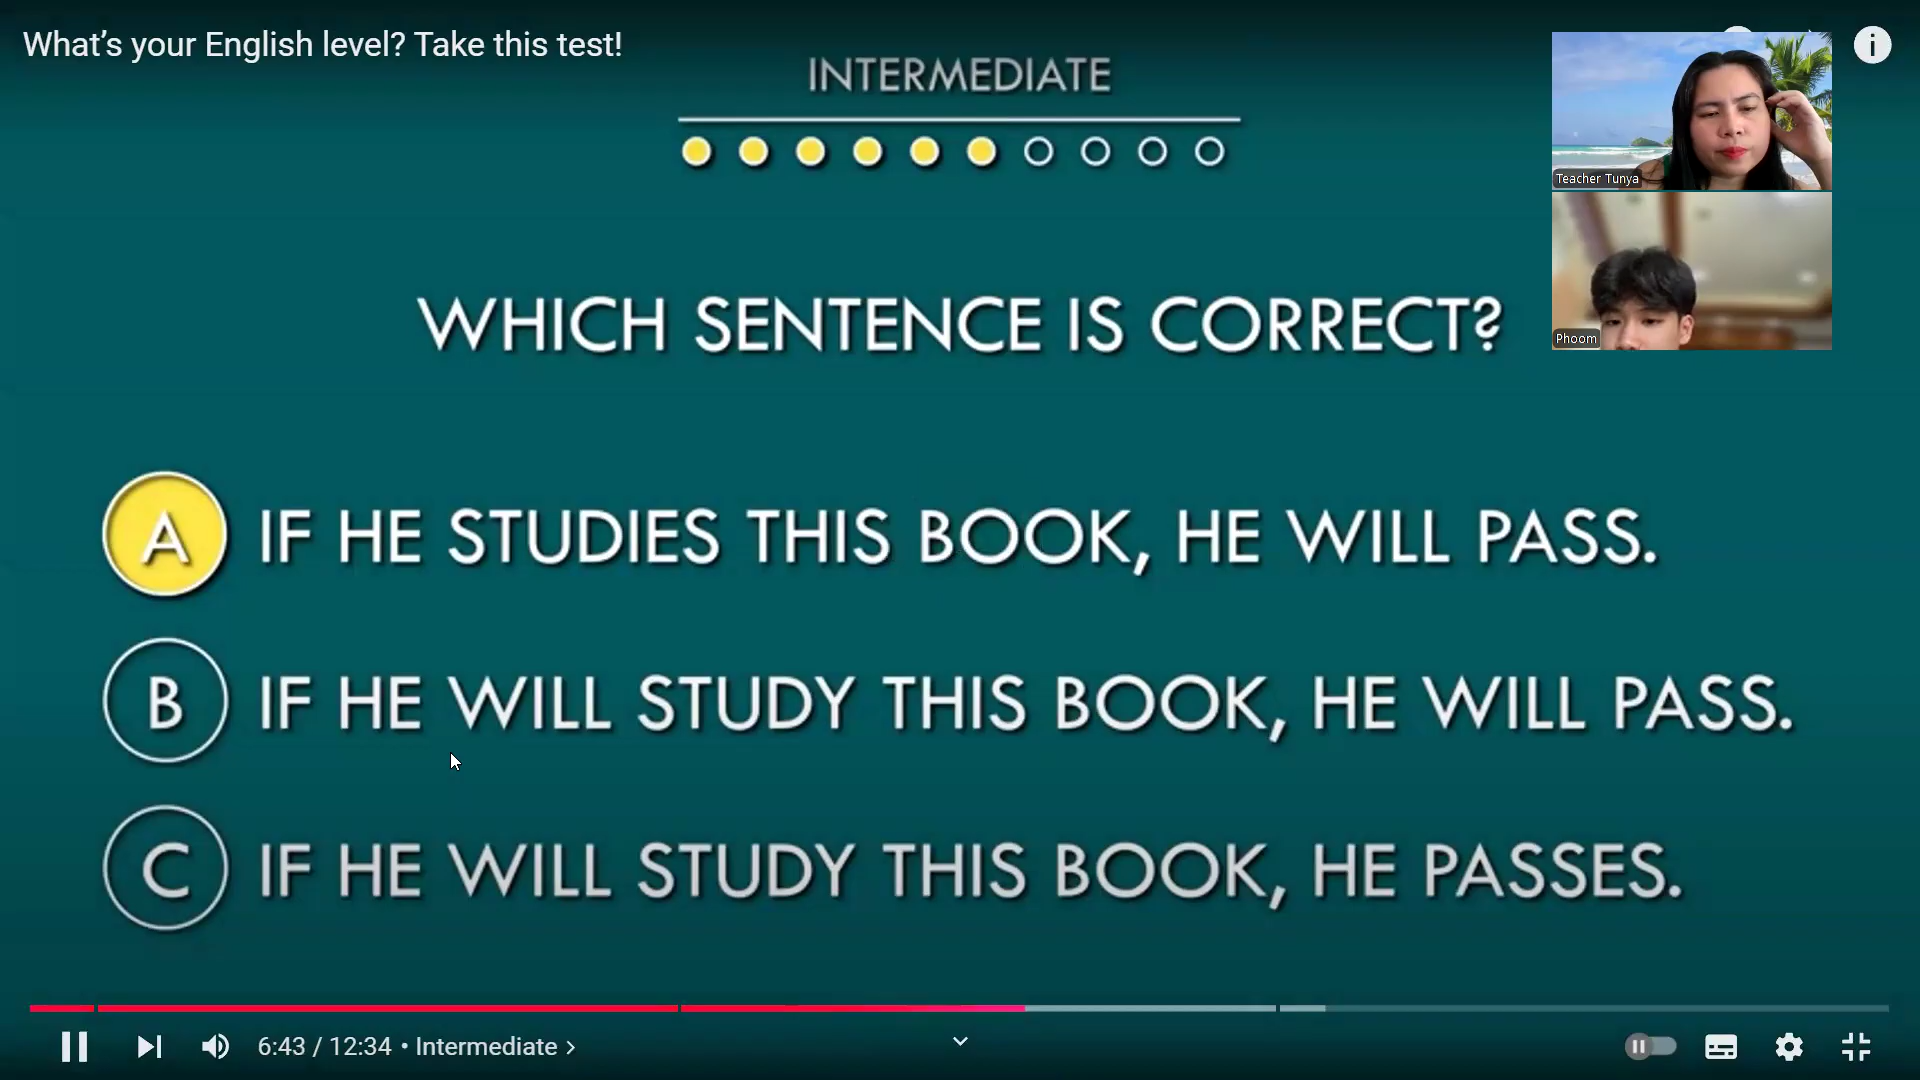 What's your English level? Take this test!
INTERMEDIATE
Teacher Tunya
Phoom
WHICH SENTENCE IS CORRECT?
A IF HE STUDIES THIS BOOK, HE WILL PASS.
B IF HE WILL STUDY THIS BOOK, HE WILL PASS.
C IF HE WILL STUDY THIS BOOK, HE PASSES.
6:43 / 12:34 • Intermediate >